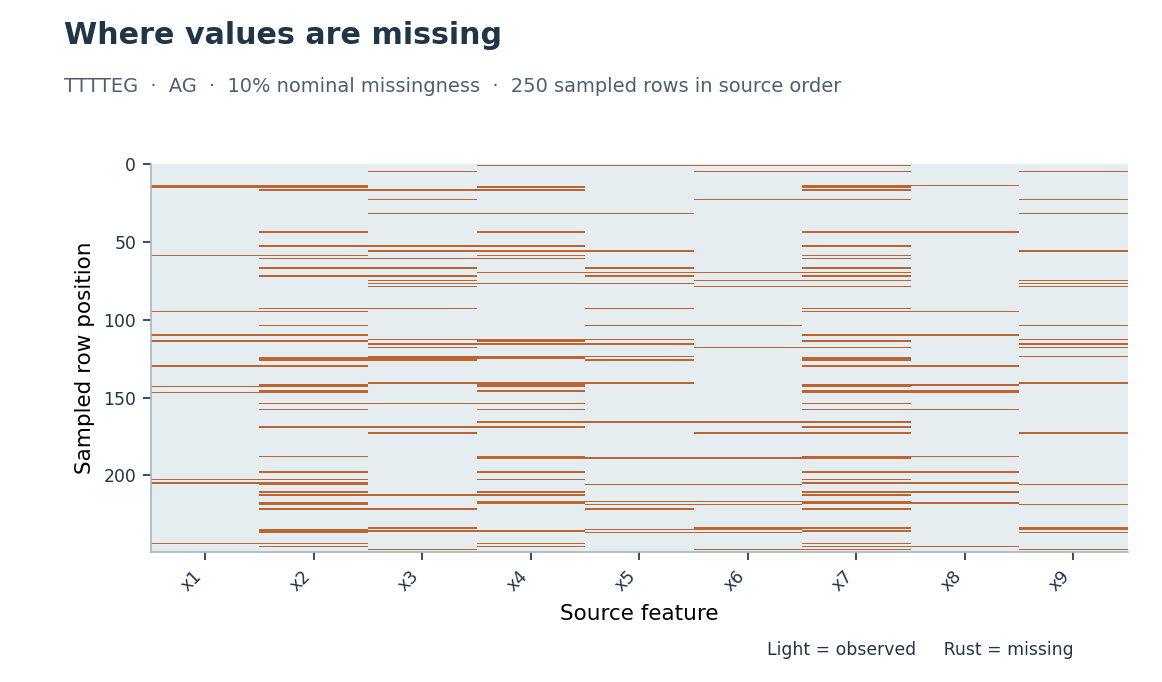 Where values are missing
TTTTEG · AG · 10% nominal missingness · 250 sampled rows in source order
0
50
100
150
200
Sampled row position
x1 x2 x3 x4 x5 x6 x7 x8 x9
Source feature
Light = observed Rust = missing